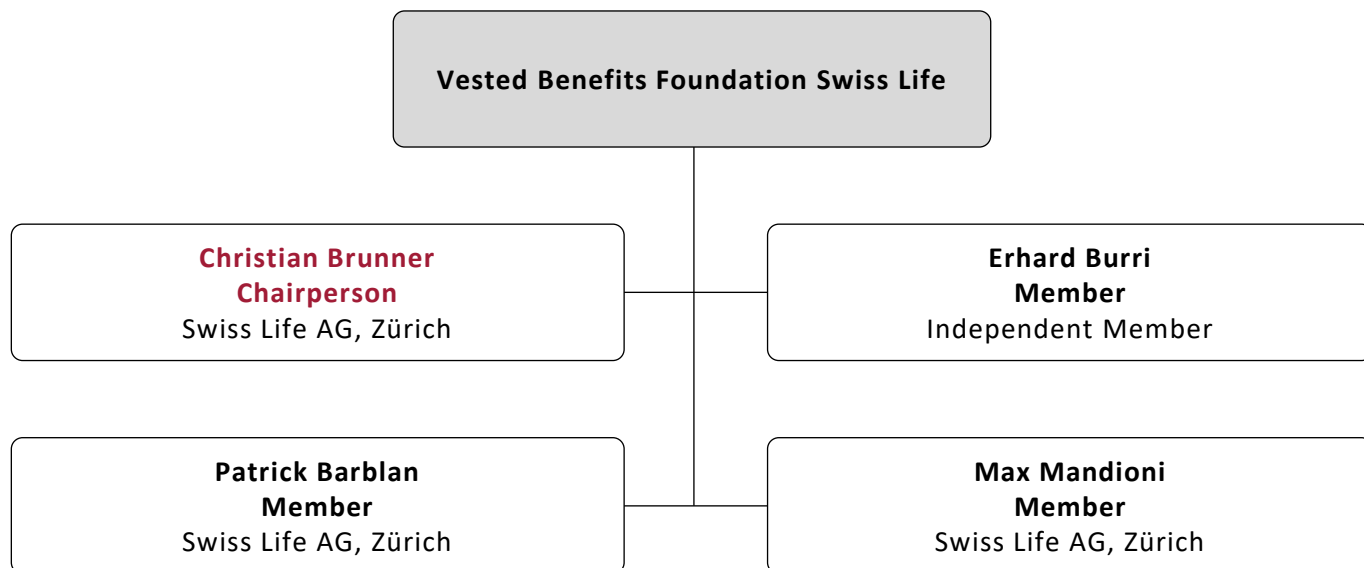 Vested Benefits Foundation Swiss Life
Christian Brunner
Chairperson
Swiss Life AG, Zürich
Erhard Burri
Member
Independent Member
Patrick Barblan
Member
Swiss Life AG, Zürich
Max Mandioni
Member
Swiss Life AG, Zürich